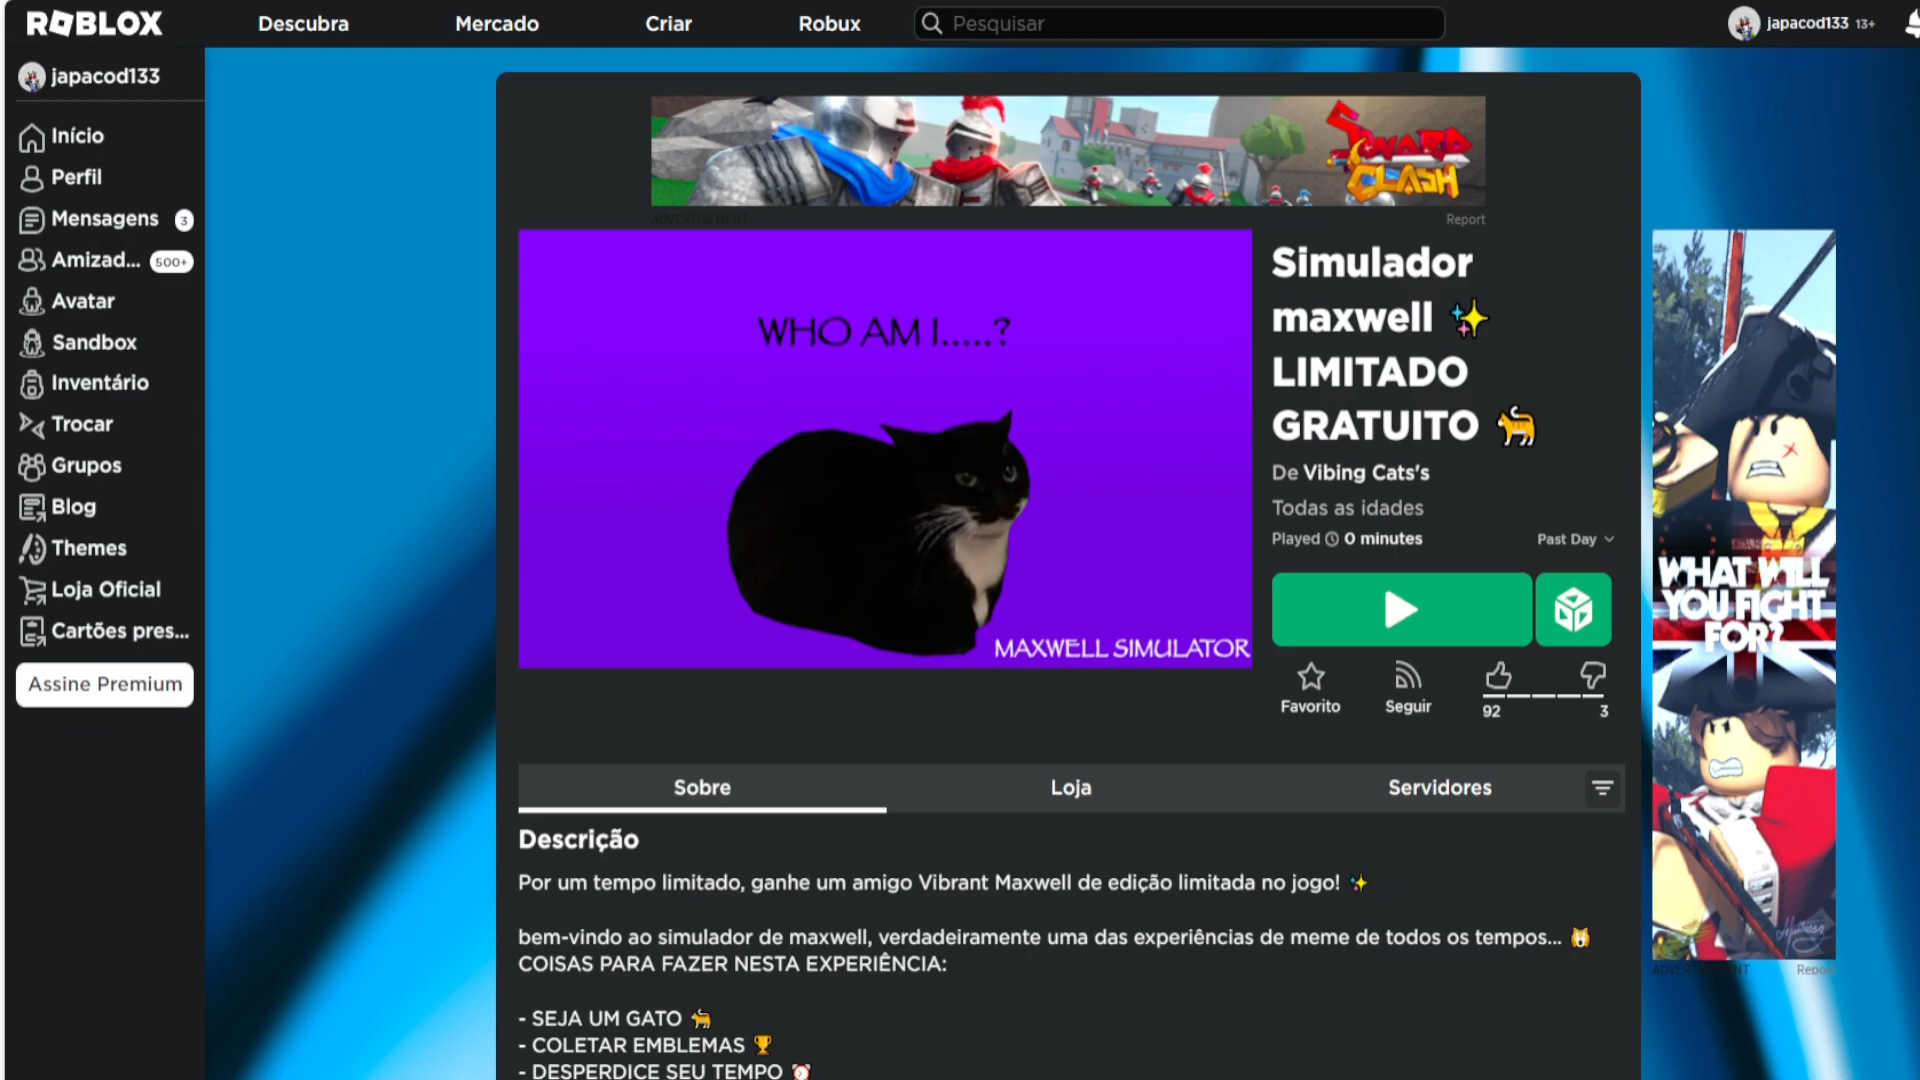 ROBLOX
Descubra
Mercado
Criar
Robux
Pesquisar
japacod133 13+
japacod133
Início
Perfil
Mensagens 3
Amizad... 500+
Avatar
Sandbox
Inventário
Trocar
Grupos
Blog
Themes
Loja Oficial
Cartões pres...
Assine Premium
SWORD
CLASH
ADVERTISEMENT
Report
WHO AM I.....?
MAXWELL SIMULATOR
Simulador
maxwell ✨
LIMITADO
GRATUITO 🐈
De Vibing Cats's
Todas as idades
Played 0 minutes
Past Day
Favorito
Seguir
92
3
Sobre
Loja
Servidores
Descrição
Por um tempo limitado, ganhe um amigo Vibrant Maxwell de edição limitada no jogo! ✨
bem-vindo ao simulador de maxwell, verdadeiramente uma das experiências de meme de todos os tempos... 🙀
COISAS PARA FAZER NESTA EXPERIÊNCIA:
- SEJA UM GATO 🐈
- COLETAR EMBLEMAS 🏆
- DESPERDICE SEU TEMPO ⏰
WHAT WILL
YOU FIGHT
FOR?
ADVERTISEMENT
Report